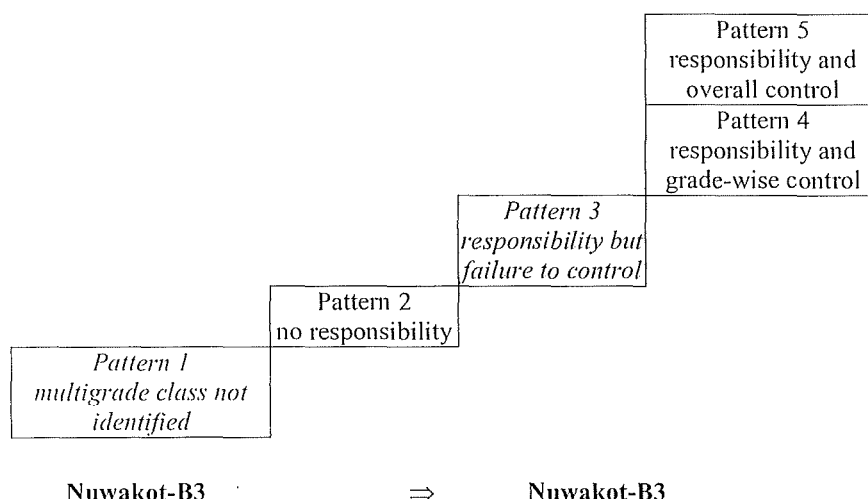 Pattern 5
responsibility and
overall control
Pattern 4
responsibility and
grade-wise control
Pattern 3
responsibility but
failure to control
Pattern 2
no responsibility
Pattern 1
multigrade class not
identified
Nuwakot-B3 ⇒ Nuwakot-B3